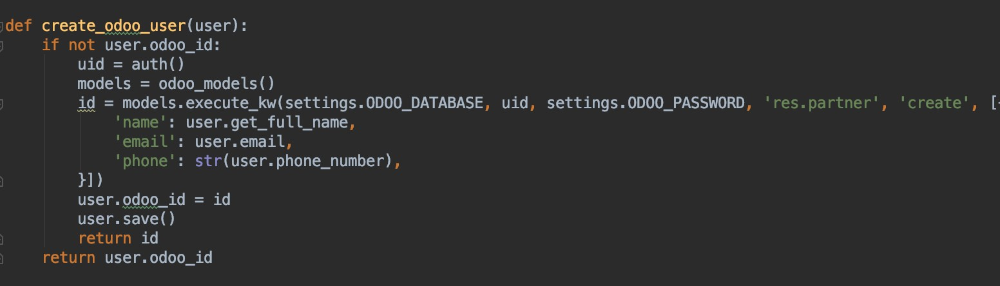 def create_odoo_user(user):
    if not user.odoo_id:
        uid = auth()
        models = odoo_models()
        id = models.execute_kw(settings.ODOO_DATABASE, uid, settings.ODOO_PASSWORD, 'res.partner', 'create', [
            'name': user.get_full_name,
            'email': user.email,
            'phone': str(user.phone_number),
        }])
        user.odoo_id = id
        user.save()
        return id
    return user.odoo_id